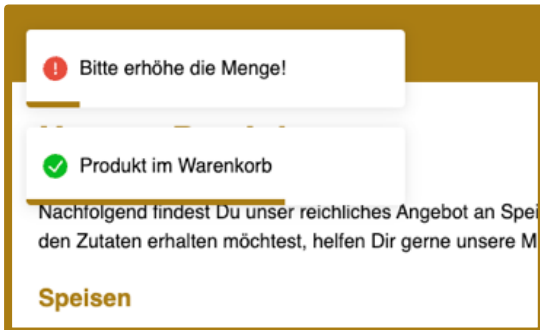 Bitte erhöhe die Menge!
Produkt im Warenkorb
Nachfolgend findest Du unser reichliches Angebot an Spei
den Zutaten erhalten möchtest, helfen Dir gerne unsere M
Speisen